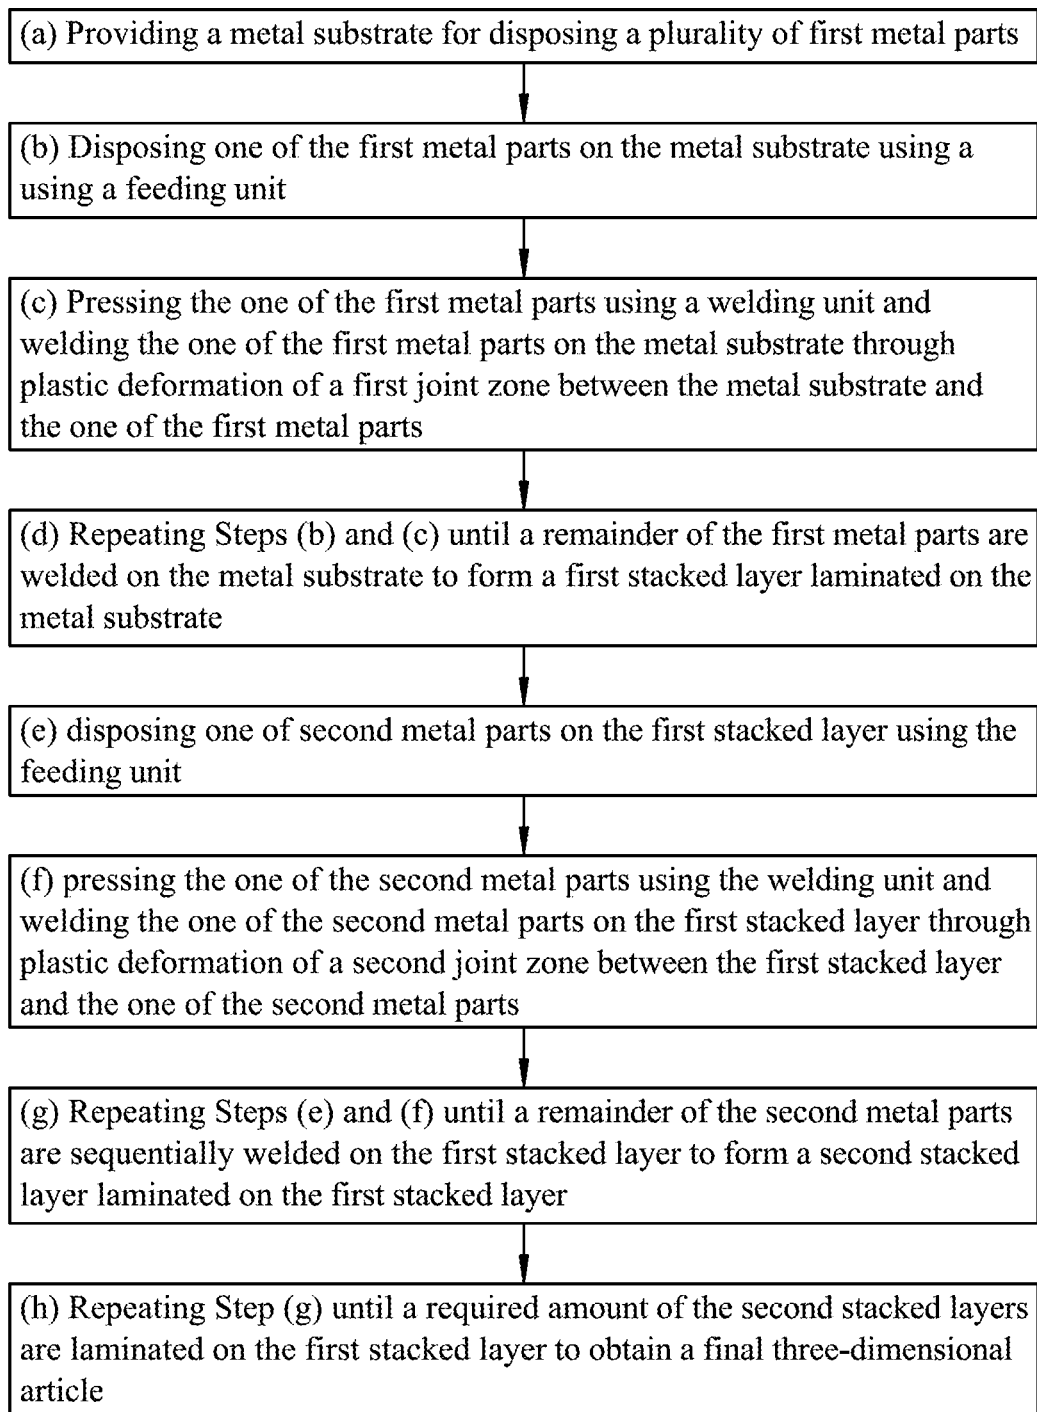 (a) Providing a metal substrate for disposing a plurality of first metal parts
(b) Disposing one of the first metal parts on the metal substrate using a
using a feeding unit
(c) Pressing the one of the first metal parts using a welding unit and
welding the one of the first metal parts on the metal substrate through
plastic deformation of a first joint zone between the metal substrate and
the one of the first metal parts
(d) Repeating Steps (b) and (c) until a remainder of the first metal parts are
welded on the metal substrate to form a first stacked layer laminated on the
metal substrate
(e) disposing one of second metal parts on the first stacked layer using the
feeding unit
(f) pressing the one of the second metal parts using the welding unit and
welding the one of the second metal parts on the first stacked layer through
plastic deformation of a second joint zone between the first stacked layer
and the one of the second metal parts
(g) Repeating Steps (e) and (f) until a remainder of the second metal parts
are sequentially welded on the first stacked layer to form a second stacked
layer laminated on the first stacked layer
(h) Repeating Step (g) until a required amount of the second stacked layers
are laminated on the first stacked layer to obtain a final three-dimensional
article